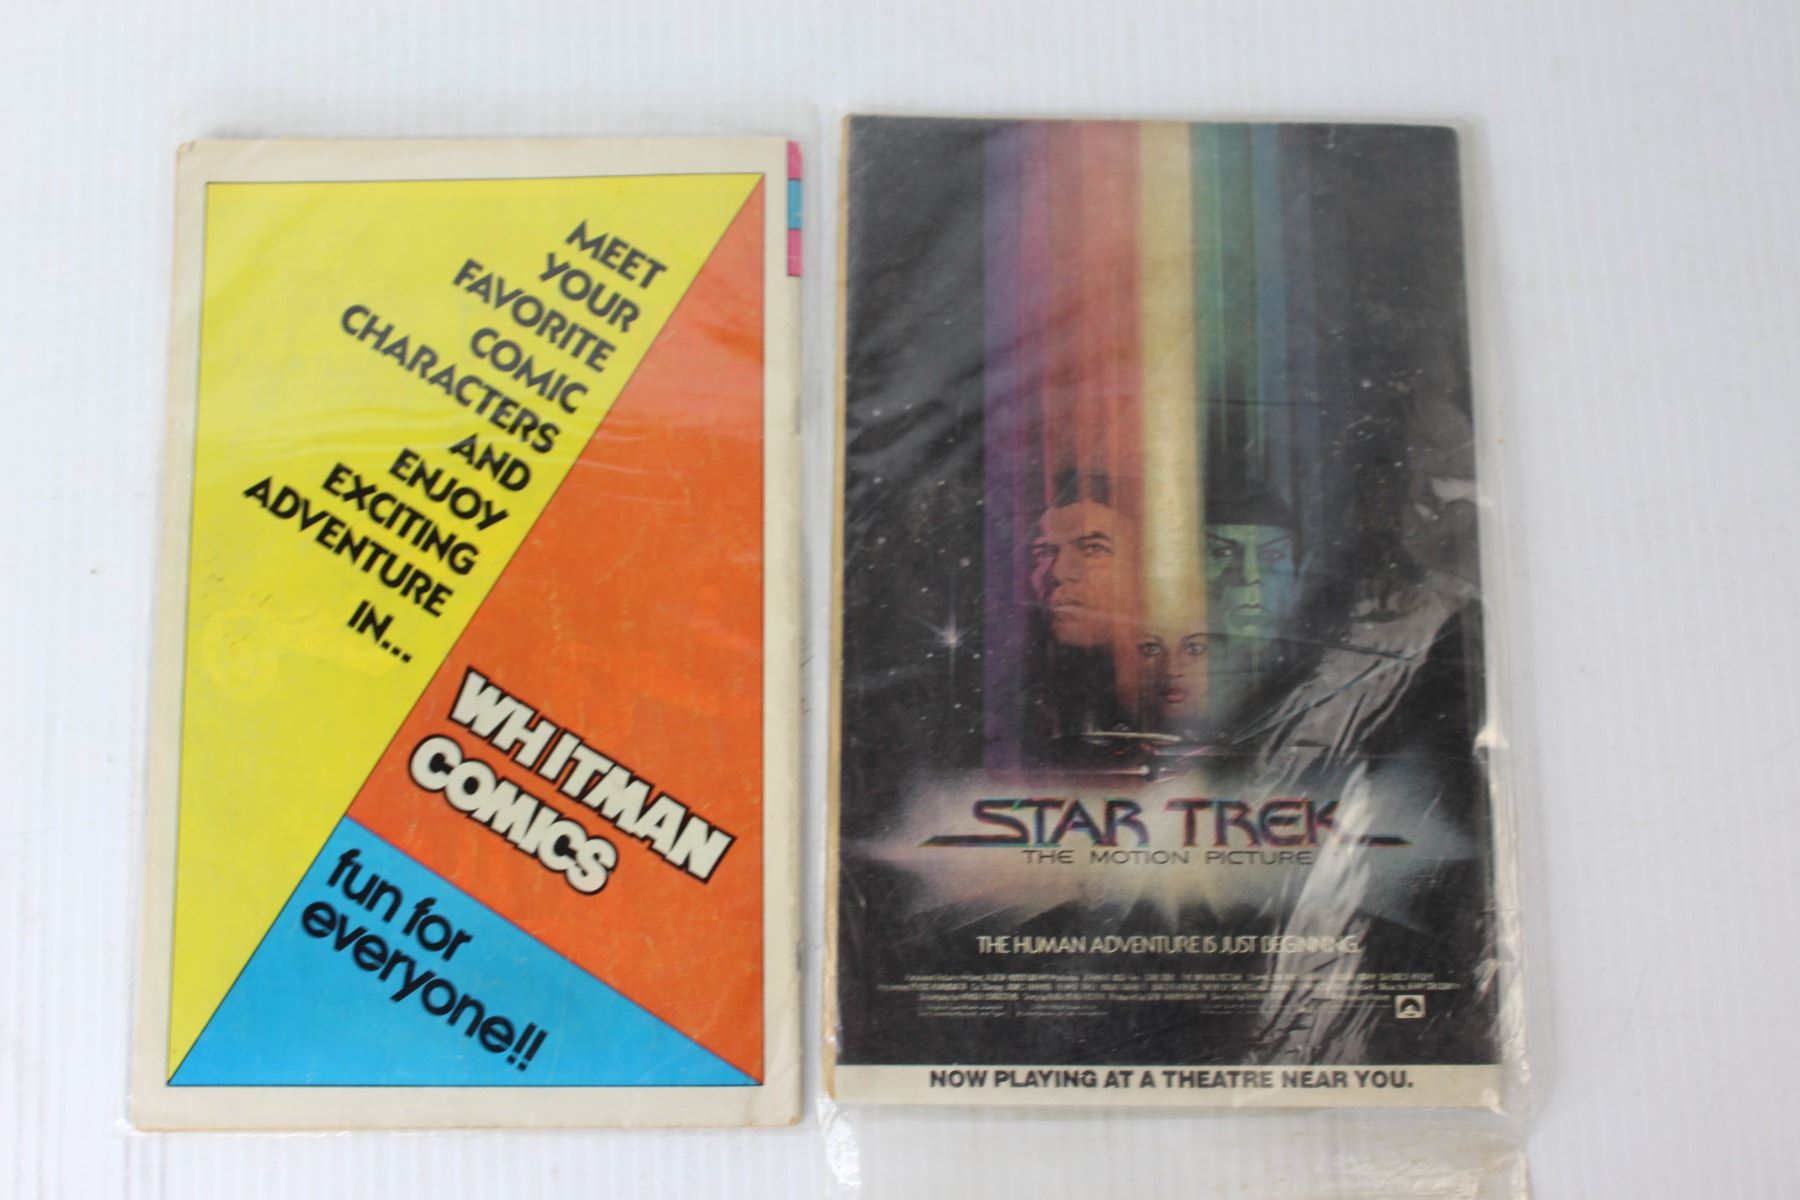 MEET
YOUR
FAVORITE
COMIC
CHARACTERS
AND
ENJOY
EXCITING
ADVENTURE
IN...
WHITMAN
COMICS
fun for
everyone!!
STAR TREK
THE MOTION PICTURE
THE HUMAN ADVENTURE IS JUST BEGINNING.
NOW PLAYING AT A THEATRE NEAR YOU.